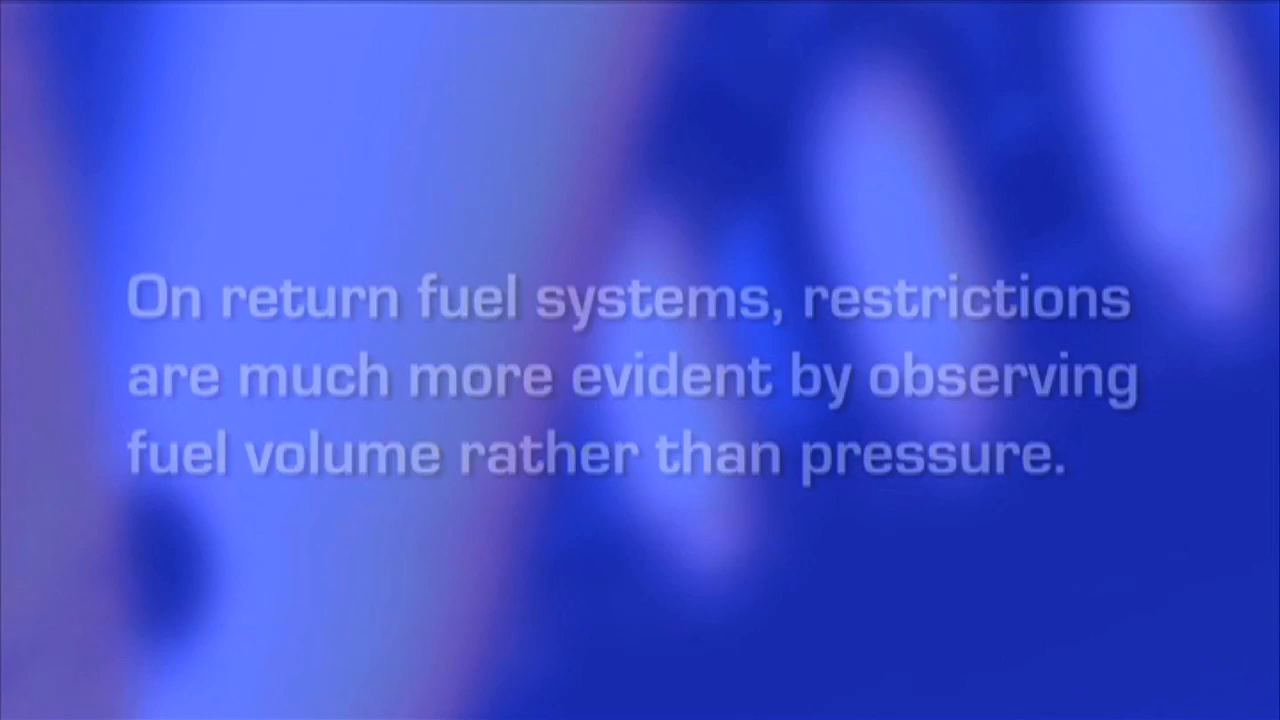 On return fuel systems, restrictions
are much more evident by observing
fuel volume rather than pressure.